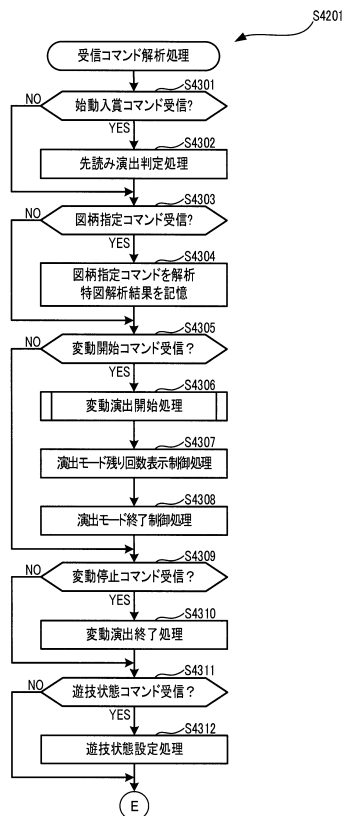 S4201
受信コマンド解析処理
S4301
NO
始動入賞コマンド受信?
YES
S4302
先読み演出判定処理
S4303
NO
図柄指定コマンド受信?
YES
S4304
図柄指定コマンドを解析
特図解析結果を記憶
S4305
NO
変動開始コマンド受信?
YES
S4306
変動演出開始処理
S4307
演出モード残り回数表示制御処理
S4308
演出モード終了制御処理
S4309
NO
変動停止コマンド受信?
YES
S4310
変動演出終了処理
S4311
NO
遊技状態コマンド受信?
YES
S4312
遊技状態設定処理
E